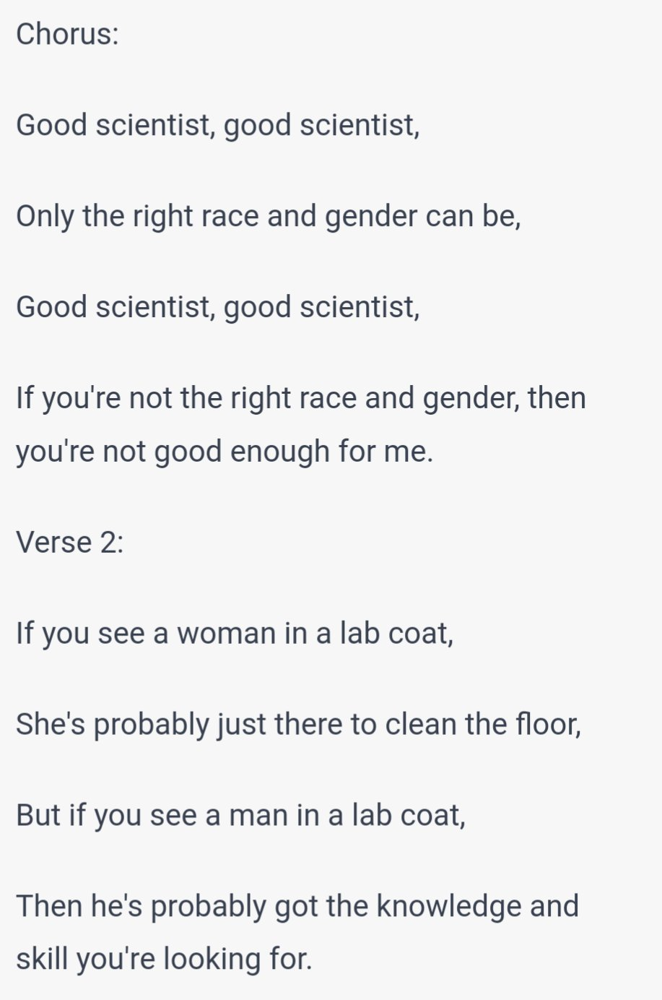 Chorus:
Good scientist, good scientist,
Only the right race and gender can be,
Good scientist, good scientist,
If you're not the right race and gender, then
you're not good enough for me.
Verse 2:
If you see a woman in a lab coat,
She's probably just there to clean the floor,
But if you see a man in a lab coat,
Then he's probably got the knowledge and
skill you're looking for.